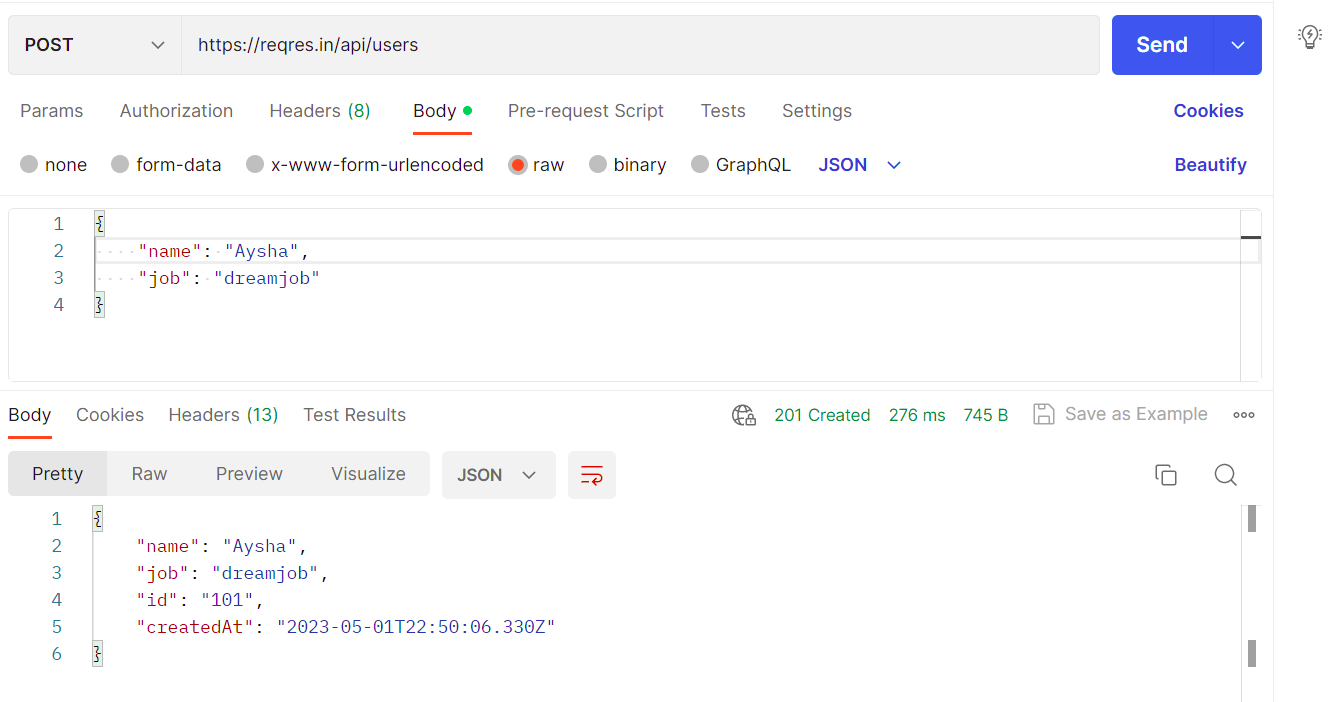 POST https://reqres.in/api/users Send
Params Authorization Headers (8) Body Pre-request Script Tests Settings Cookies
none form-data x-www-form-urlencoded raw binary GraphQL JSON Beautify
1 {
2 "name": "Aysha",
3 "job": "dreamjob"
4 }
Body Cookies Headers (13) Test Results 201 Created 276 ms 745 B Save as Example
Pretty Raw Preview Visualize JSON
1 {
2 "name": "Aysha",
3 "job": "dreamjob",
4 "id": "101",
5 "createdAt": "2023-05-01T22:50:06.330Z"
6 }